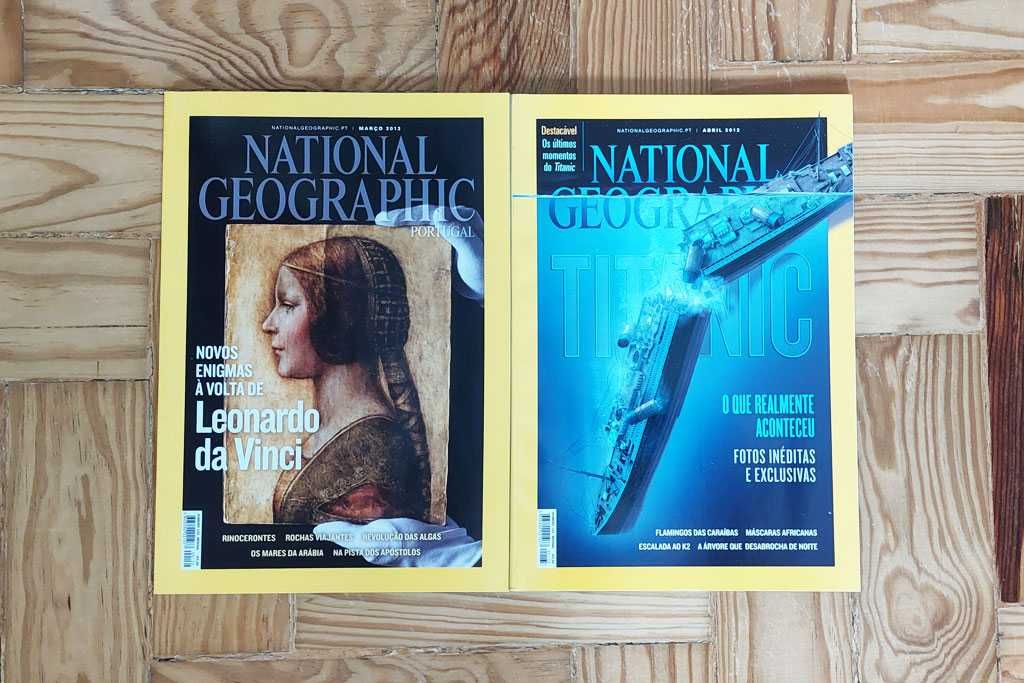 NATIONALGEOGRAPHIC.PT | MARÇO 2012
NATIONAL
GEOGRAPHIC
PORTUGAL
NOVOS
ENIGMAS
À VOLTA DE
Leonardo
da Vinci
RINOCERONTES ROCHAS VIAJANTES REVOLUÇÃO DAS ALGAS
OS MARES DA ARÁBIA NA PISTA DOS APÓSTOLOS
Destacável
Os últimos
momentos
do Titanic
NATIONALGEOGRAPHIC.PT | ABRIL 2012
NATIONAL
GEOGRAPHIC
TITANIC
O QUE REALMENTE
ACONTECEU
FOTOS INÉDITAS
E EXCLUSIVAS
FLAMINGOS DAS CARAÍBAS MÁSCARAS AFRICANAS
ESCALADA AO K2 A ÁRVORE QUE DESABROCHA DE NOITE